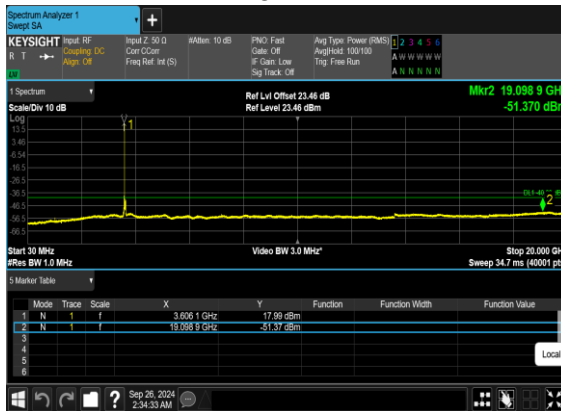 Spectrum Analyzer 1
Swept SA
+
KEYSIGHT Input: RF Input Z: 50 Ω #Atten: 10 dB PNO: Fast Avg Type: Power (RMS) 1 2 3 4 5 6
R T Coupling: DC Corr CCorr Gate: Off Avg|Hold: 100/100 A W W W W W
Align: Off Freq Ref: Int (S) IF Gain: Low Trig: Free Run
Sig Track: Off A N N N N N
1 Spectrum Ref Lvl Offset 23.46 dB Mkr2 19.098 9 GH
Scale/Div 10 dB Ref Level 23.46 dBm -51.370 dBr
Log
13.5
3.46
-6.54
-16.5
-26.5
-36.5
-46.5
-56.5
-66.5
1
DL1 -40
2
Start 30 MHz Video BW 3.0 MHz* Stop 20.000 GH
#Res BW 1.0 MHz Sweep 34.7 ms (40001 pt
5 Marker Table
Mode Trace Scale X Y Function Function Width Function Value
1 N 1 f 3.606 1 GHz 17.99 dBm
2 N 1 f 19.098 9 GHz -51.37 dBm
3
4
5
6
Local
? Sep 26, 2024
2:34:33 AM